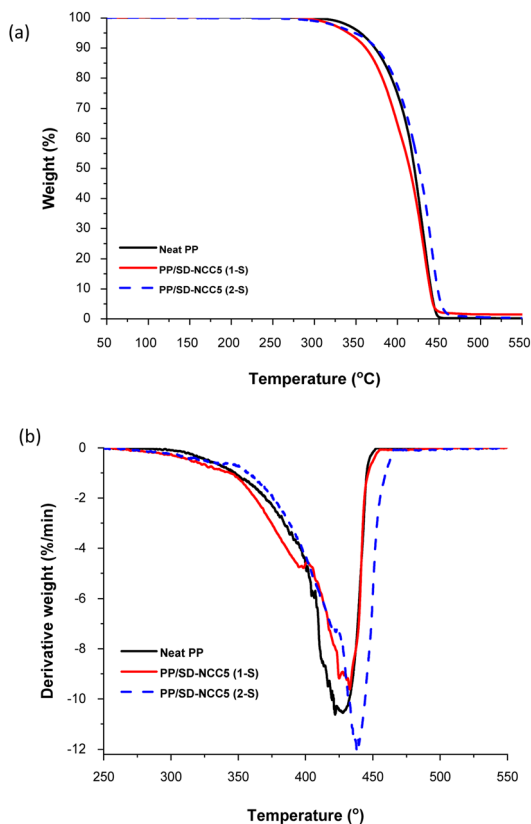 (a)
100
90
80
70
60
50
40
30
20
10
0
Weight (%)
Neat PP
PP/SD-NCC5 (1-S)
PP/SD-NCC5 (2-S)
50 100 150 200 250 300 350 400 450 500 550
Temperature (°C)
(b)
0
-2
-4
-6
-8
-10
-12
Derivative weight (%/min)
Neat PP
PP/SD-NCC5 (1-S)
PP/SD-NCC5 (2-S)
250 300 350 400 450 500 550
Temperature (°)